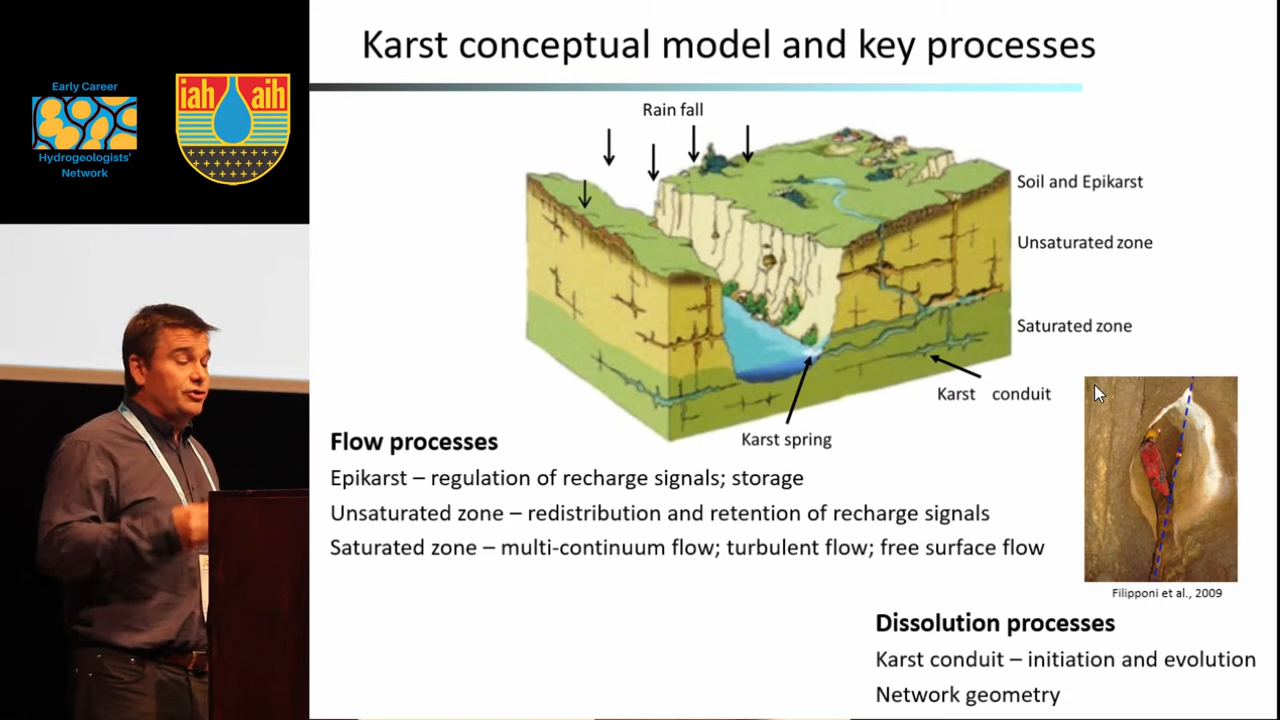 Karst conceptual model and key processes
Early Career
Hydrogeologists'
Network
iah aih
Rain fall
Soil and Epikarst
Unsaturated zone
Saturated zone
Karst conduit
Karst spring
Flow processes
Epikarst – regulation of recharge signals; storage
Unsaturated zone – redistribution and retention of recharge signals
Saturated zone – multi-continuum flow; turbulent flow; free surface flow
Filipponi et al., 2009
Dissolution processes
Karst conduit – initiation and evolution
Network geometry